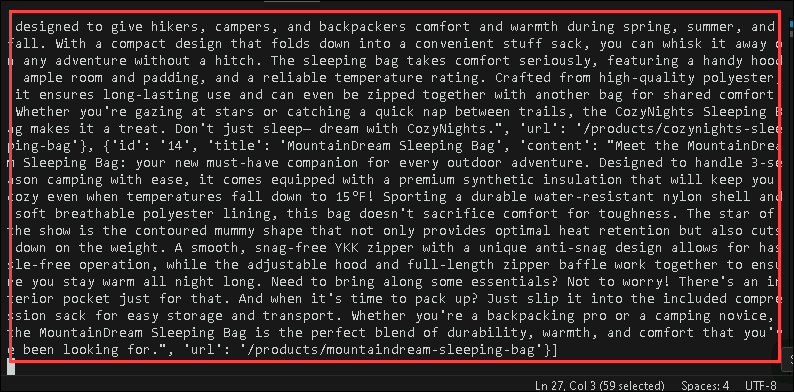 designed to give hikers, campers, and backpackers comfort and warmth during spring, summer, and
fall. With a compact design that folds down into a convenient stuff sack, you can whisk it away o
n any adventure without a hitch. The sleeping bag takes comfort seriously, featuring a handy hood
, ample room and padding, and a reliable temperature rating. Crafted from high-quality polyester,
it ensures long-lasting use and can even be zipped together with another bag for shared comfort.
Whether you're gazing at stars or catching a quick nap between trails, the CozyNights Sleeping B
ag makes it a treat. Don't just sleep— dream with CozyNights.", 'url': '/products/cozynights-slee
ping-bag'}, {'id': '14', 'title': 'MountainDream Sleeping Bag', 'content': "Meet the MountainDrea
m Sleeping Bag: your new must-have companion for every outdoor adventure. Designed to handle 3-se
ason camping with ease, it comes equipped with a premium synthetic insulation that will keep you
cozy even when temperatures fall down to 15°F! Sporting a durable water-resistant nylon shell and
soft breathable polyester lining, this bag doesn't sacrifice comfort for toughness. The star of
the show is the contoured mummy shape that not only provides optimal heat retention but also cuts
down on the weight. A smooth, snag-free YKK zipper with a unique anti-snag design allows for has
sle-free operation, while the adjustable hood and full-length zipper baffle work together to ensu
re you stay warm all night long. Need to bring along some essentials? Not to worry! There's an in
terior pocket just for that. And when it's time to pack up? Just slip it into the included compre
ssion sack for easy storage and transport. Whether you're a backpacking pro or a camping novice,
the MountainDream Sleeping Bag is the perfect blend of durability, warmth, and comfort that you'v
e been looking for.", 'url': '/products/mountaindream-sleeping-bag'}]
Ln 27, Col 3 (59 selected) Spaces: 4 UTF-8